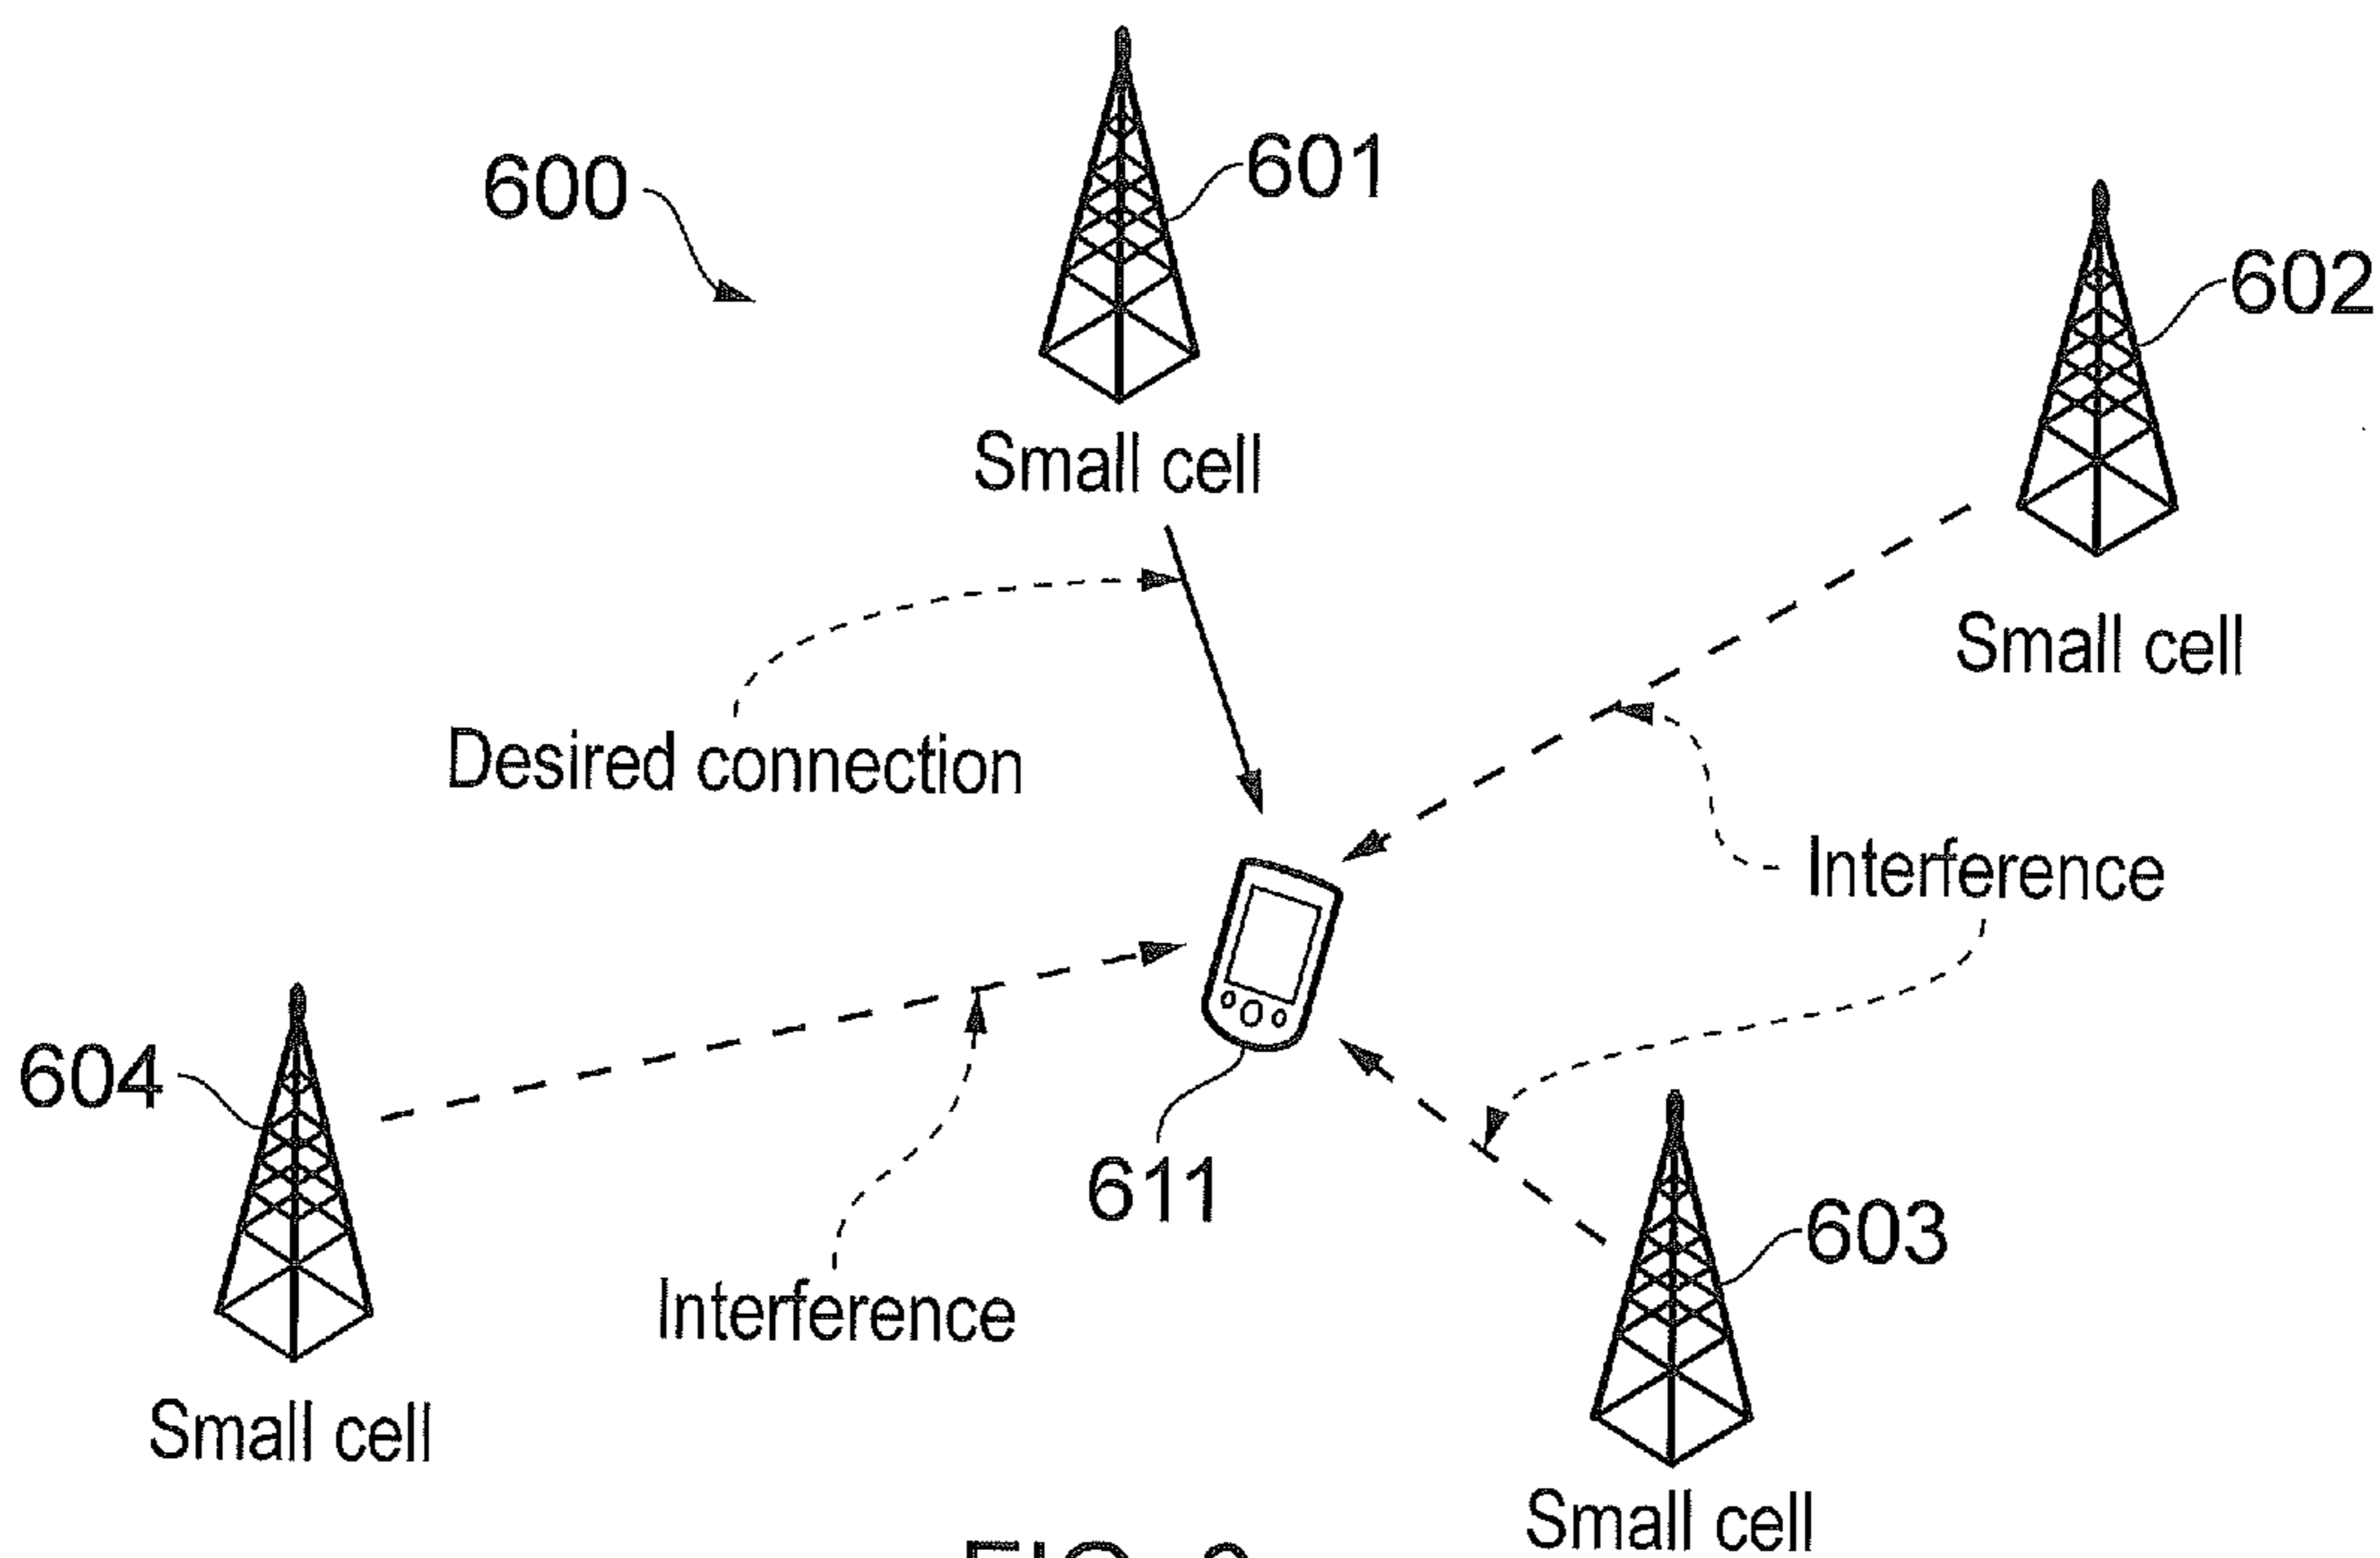 600
601
602
Small cell
Small cell
Desired connection
Interference
604
611
603
Interference
Small cell
Small cell